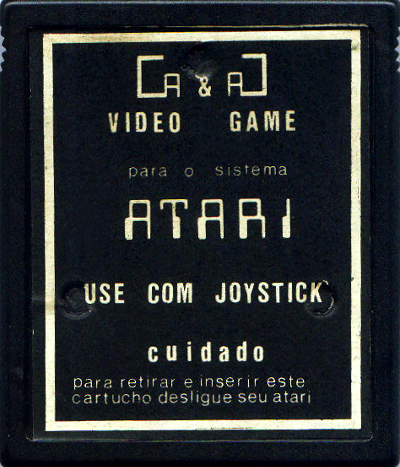 A & A
VIDEO GAME
para o sistema
ATARI
USE COM JOYSTICK
cuidado
para retirar e inserir este
cartucho desligue seu atari